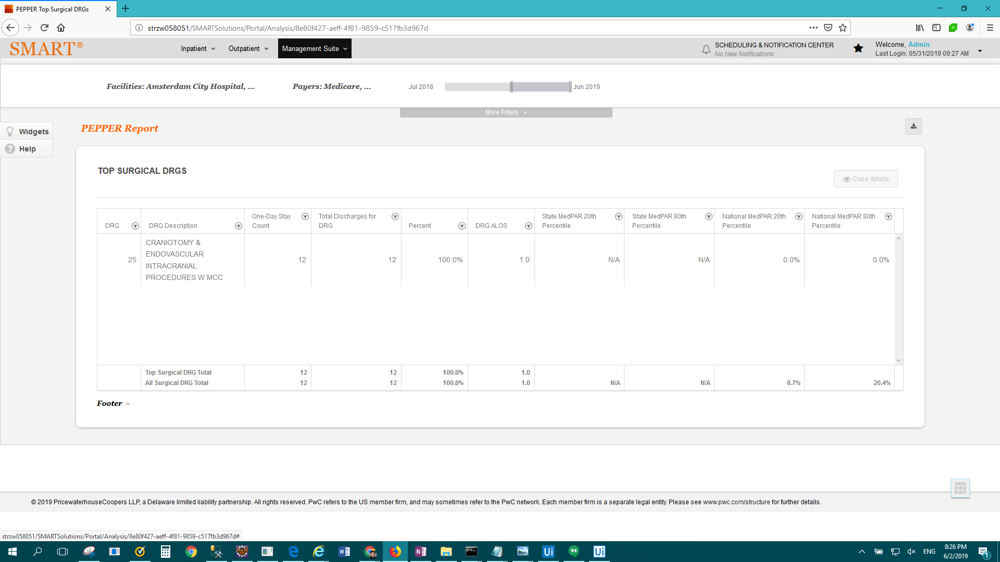 PEPPER Top Surgical DRGs
strzw058051/SMARTSolutions/Portal/Analysis/8e80f427-aeff-4f81-9859-c517fb3d967d
SMART®
Inpatient
Outpatient
Management Suite
SCHEDULING & NOTIFICATION CENTER
No New Notifications
Welcome, Admin
Last Login: 05/31/2019 09:27 AM
Facilities: Amsterdam City Hospital, ...
Payers: Medicare, ...
Jul 2018
Jun 2019
More Filters
Widgets
Help
PEPPER Report
TOP SURGICAL DRGS
Case details
DRG
DRG Description
One-Day Stay
Count
Total Discharges for
DRG
Percent
DRG ALOS
State MedPAR 20th
Percentile
State MedPAR 80th
Percentile
National MedPAR 20th
Percentile
National MedPAR 80th
Percentile
25
CRANIOTOMY &
ENDOVASCULAR
INTRACRANIAL
PROCEDURES W MCC
12
12
100.0%
1.0
N/A
N/A
0.0%
0.0%
Top Surgical DRG Total 12 12 100.0% 1.0
All Surgical DRG Total 12 12 100.0% 1.0 N/A N/A 6.7% 20.4%
Footer
© 2019 PricewaterhouseCoopers LLP, a Delaware limited liability partnership. All rights reserved. PwC refers to the US member firm, and may sometimes refer to the PwC network. Each member firm is a separate legal entity. Please see www.pwc.com/structure for further details.
strzw058051/SMARTSolutions/Portal/Analysis/8e80f427-aeff-4f81-9859-c517fb3d967d#
ENG
8:26 PM
6/2/2019
1